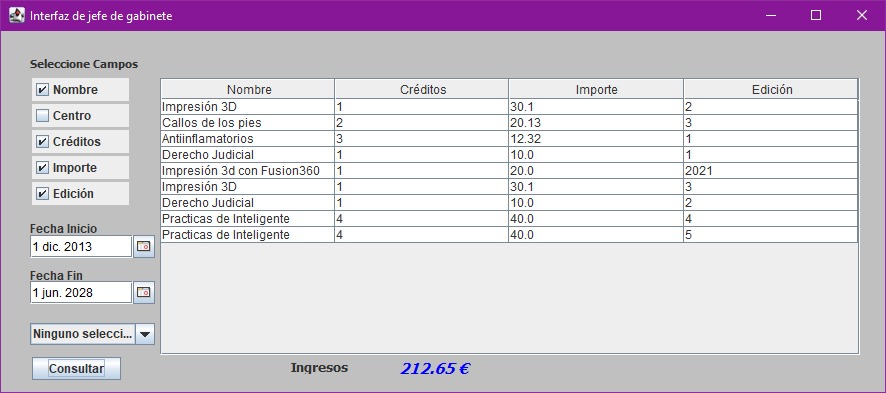 Interfaz de jefe de gabinete
Seleccione Campos
Nombre
Centro
Créditos
Importe
Edición
Fecha Inicio
1 dic. 2013
Fecha Fin
1 jun. 2028
Ninguno selecci...
Consultar
Nombre Créditos Importe Edición
Impresión 3D 1 30.1 2
Callos de los pies 2 20.13 3
Antiinflamatorios 3 12.32 1
Derecho Judicial 1 10.0 1
Impresión 3d con Fusion360 1 20.0 2021
Impresión 3D 1 30.1 3
Derecho Judicial 1 10.0 2
Practicas de Inteligente 4 40.0 4
Practicas de Inteligente 4 40.0 5
Ingresos 212.65 €